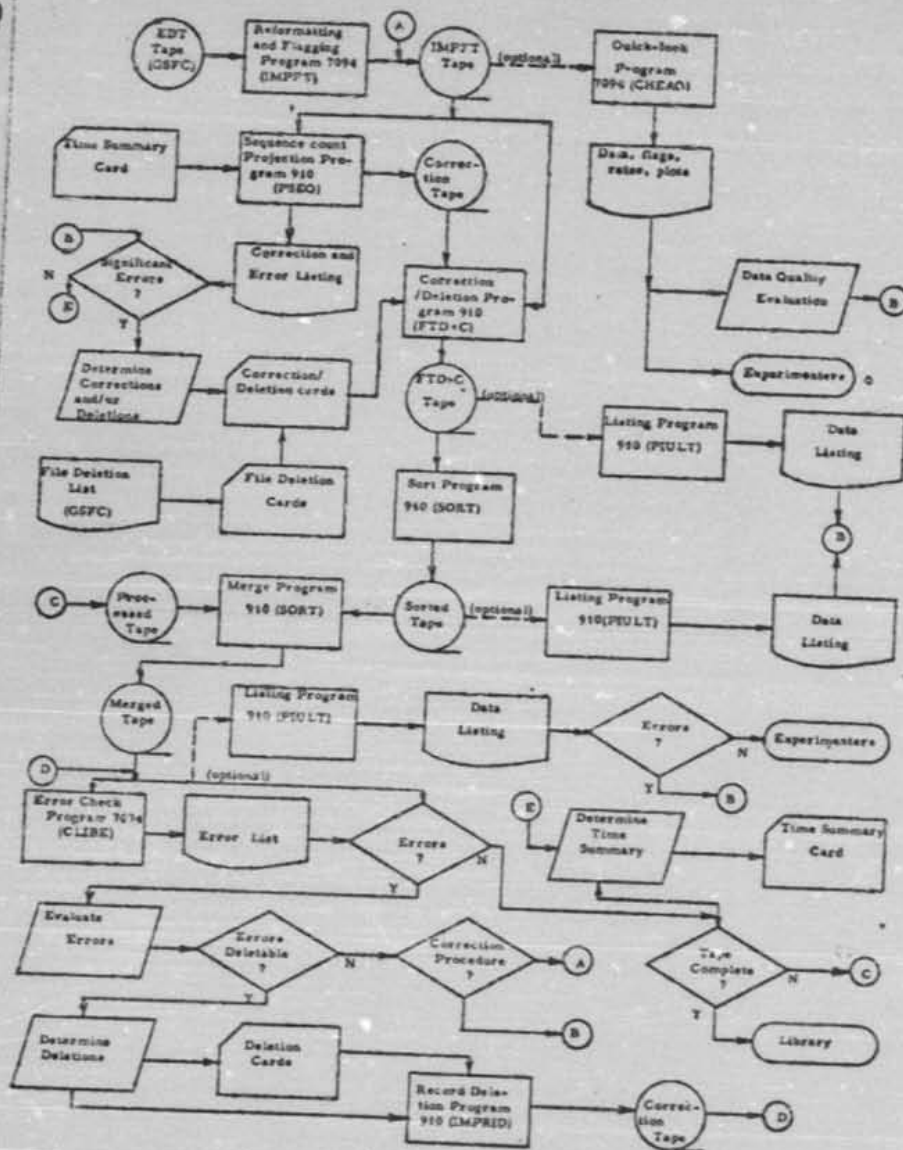 EDT
Tape
(GSFC)
Reformatting
and Flagging
Program 7094
(IMPFT)
A
IMPFT
Tape
(optional)
Quick-look
Program
7094 (GHEAD)
Time Summary
Card
Sequence count
Projection Pro-
gram 910
(PSEQ)
Correc-
tion
Tape
Data, flags,
rates, plots
B
N
Significant
Errors
?
E
Y
Correction and
Error Listing
Correction
/Deletion Pro-
gram 910
(FTD+C)
Data Quality
Evaluation
B
Determine
Corrections
and/or
Deletions
Correction/
Deletion cards
FTD+C
Tape
(optional)
Experimenters
Listing Program
910 (PIULT)
Data
Listing
File Deletion
List
(GSFC)
File Deletion
Cards
Sort Program
910 (SORT)
B
C
Proc-
essed
Tape
Merge Program
910 (SORT)
Sorted
Tape
(optional)
Listing Program
910(PIULT)
Data
Listing
Merged
Tape
Listing Program
910 (PIULT)
Data
Listing
Errors
?
N
Experimenters
Y
B
D
(optional)
Error Check
Program 7074
(CLIBE)
Error List
Errors
?
N
Y
E
Determine
Time
Summary
Time Summary
Card
Evaluate
Errors
Errors
Deletable
?
N
Y
Correction
Procedure
?
A
B
Tape
Complete
?
N
C
Y
Library
Determine
Deletions
Deletion
Cards
Record Dele-
tion Program
910 (IMPRID)
Correc-
tion
Tape
D